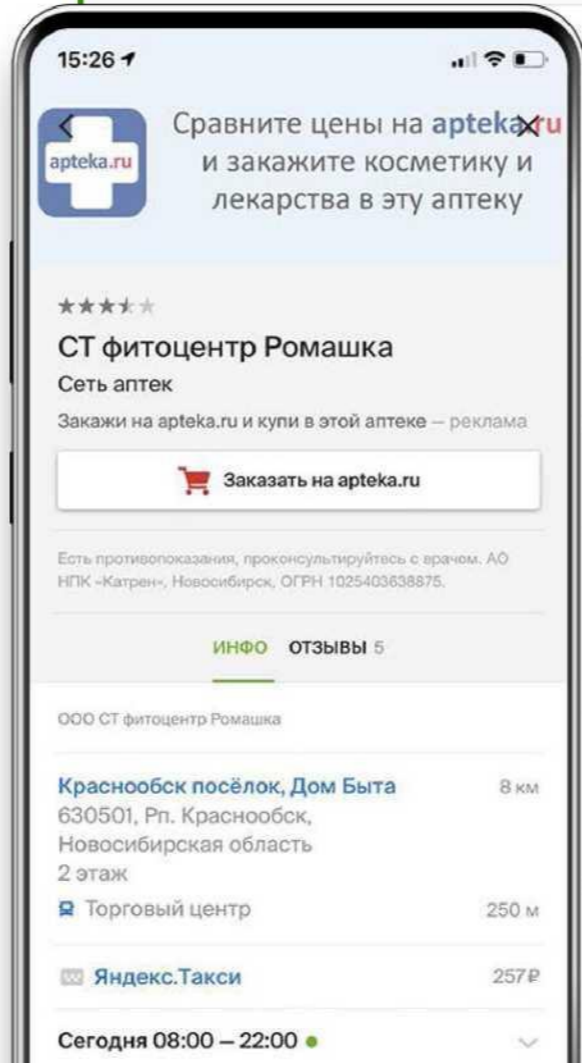 15:26
apteka.ru
Сравните цены на apteka.ru
и закажите косметику и
лекарства в эту аптеку
СТ фитоцентр Ромашка
Сеть аптек
Закажи на apteka.ru и купи в этой аптеке — реклама
Заказать на apteka.ru
Есть противопоказания, проконсультируйтесь с врачом. АО
НПК «Катрен», Новосибирск, ОГРН 1025403638875.
ИНФО ОТЗЫВЫ 5
ООО СТ фитоцентр Ромашка
Краснообск посёлок, Дом Быта 8 км
630501, Рп. Краснообск,
Новосибирская область
2 этаж
Торговый центр 250 м
Яндекс.Такси 257₽
Сегодня 08:00 – 22:00